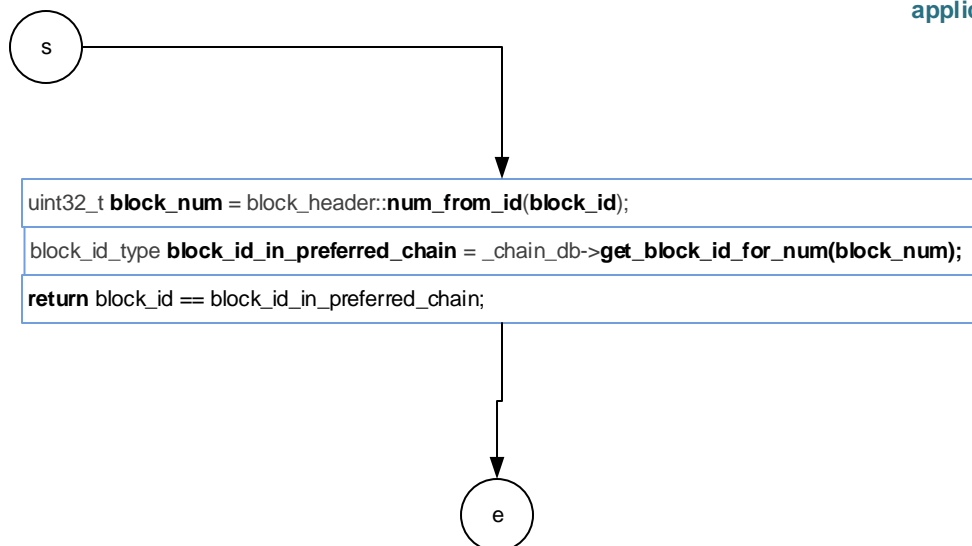 applic
s
uint32_t block_num = block_header::num_from_id(block_id);
block_id_type block_id_in_preferred_chain = _chain_db->get_block_id_for_num(block_num);
return block_id == block_id_in_preferred_chain;
e